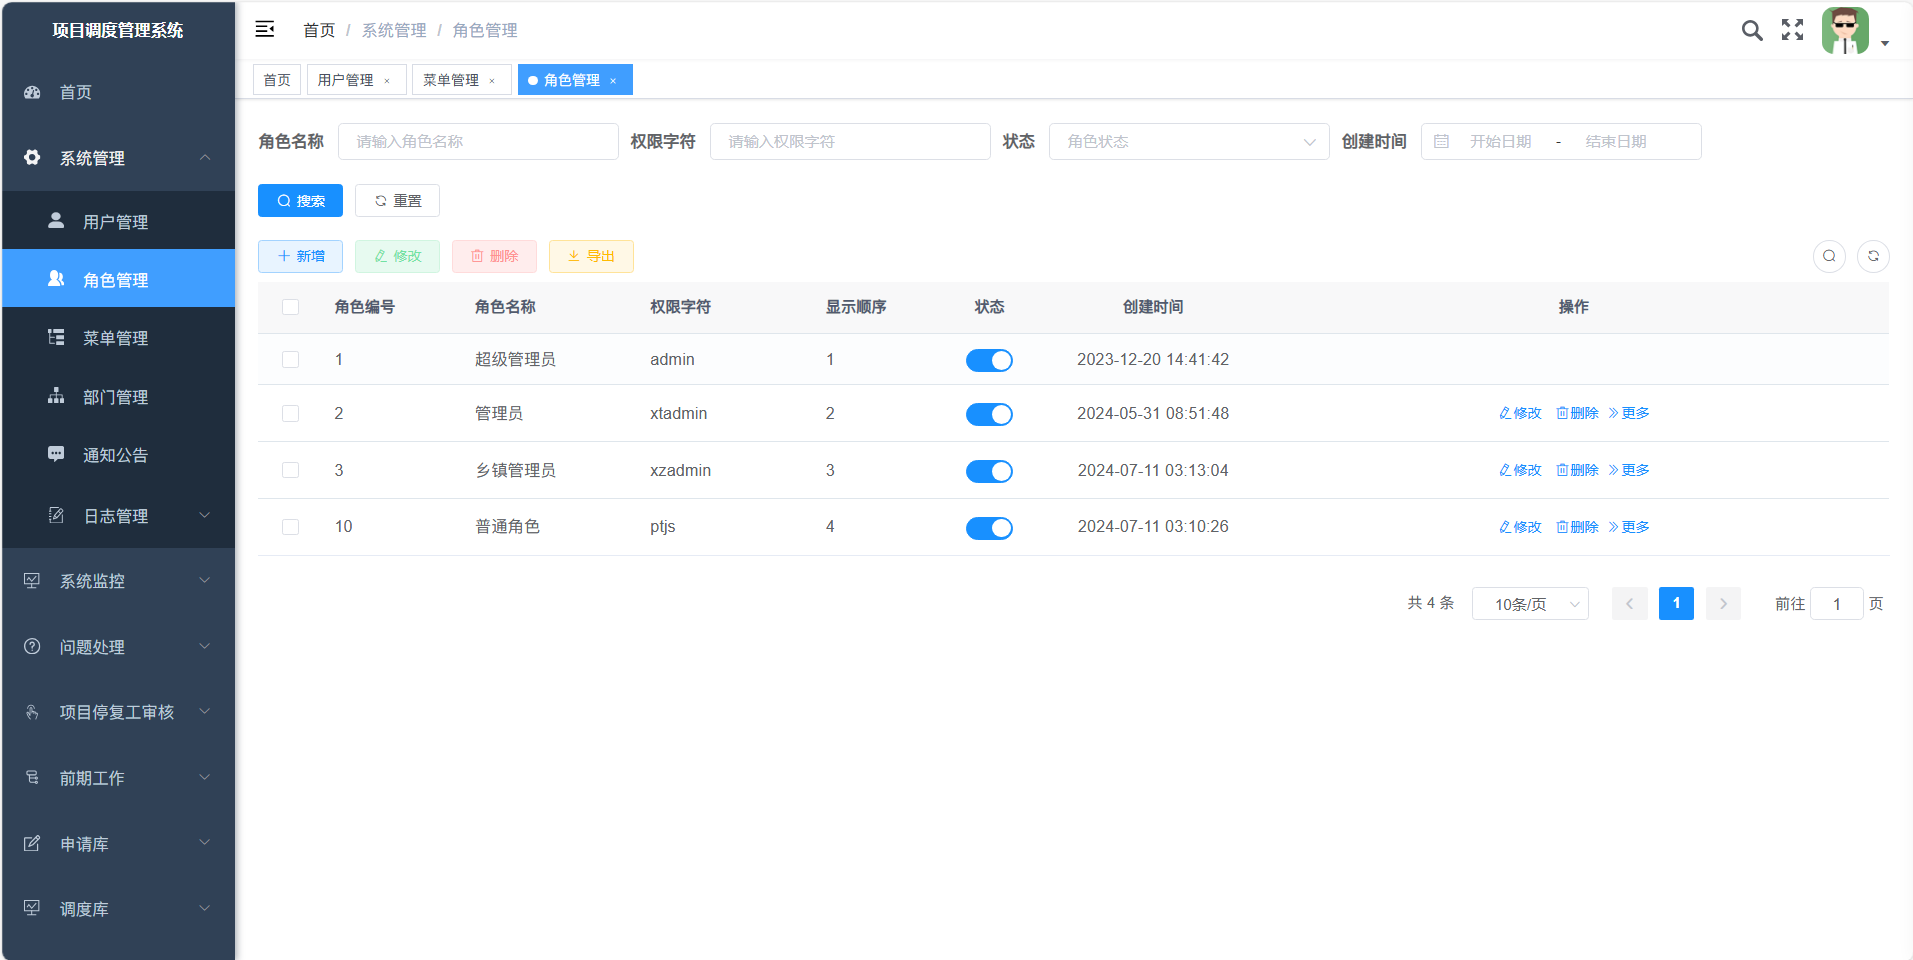 项目调度管理系统
首页
系统管理
用户管理
角色管理
菜单管理
部门管理
通知公告
日志管理
系统监控
问题处理
项目停复工审核
前期工作
申请库
调度库
首页 / 系统管理 / 角色管理
首页 用户管理 × 菜单管理 × 角色管理 ×
角色名称 请输入角色名称 权限字符 请输入权限字符 状态 角色状态 创建时间 开始日期 - 结束日期
搜索 重置
新增 修改 删除 导出
角色编号 角色名称 权限字符 显示顺序 状态 创建时间 操作
1 超级管理员 admin 1 2023-12-20 14:41:42
2 管理员 xtadmin 2 2024-05-31 08:51:48 修改 删除 更多
3 乡镇管理员 xzadmin 3 2024-07-11 03:13:04 修改 删除 更多
10 普通角色 ptjs 4 2024-07-11 03:10:26 修改 删除 更多
共 4 条 10条/页 1 前往 1 页